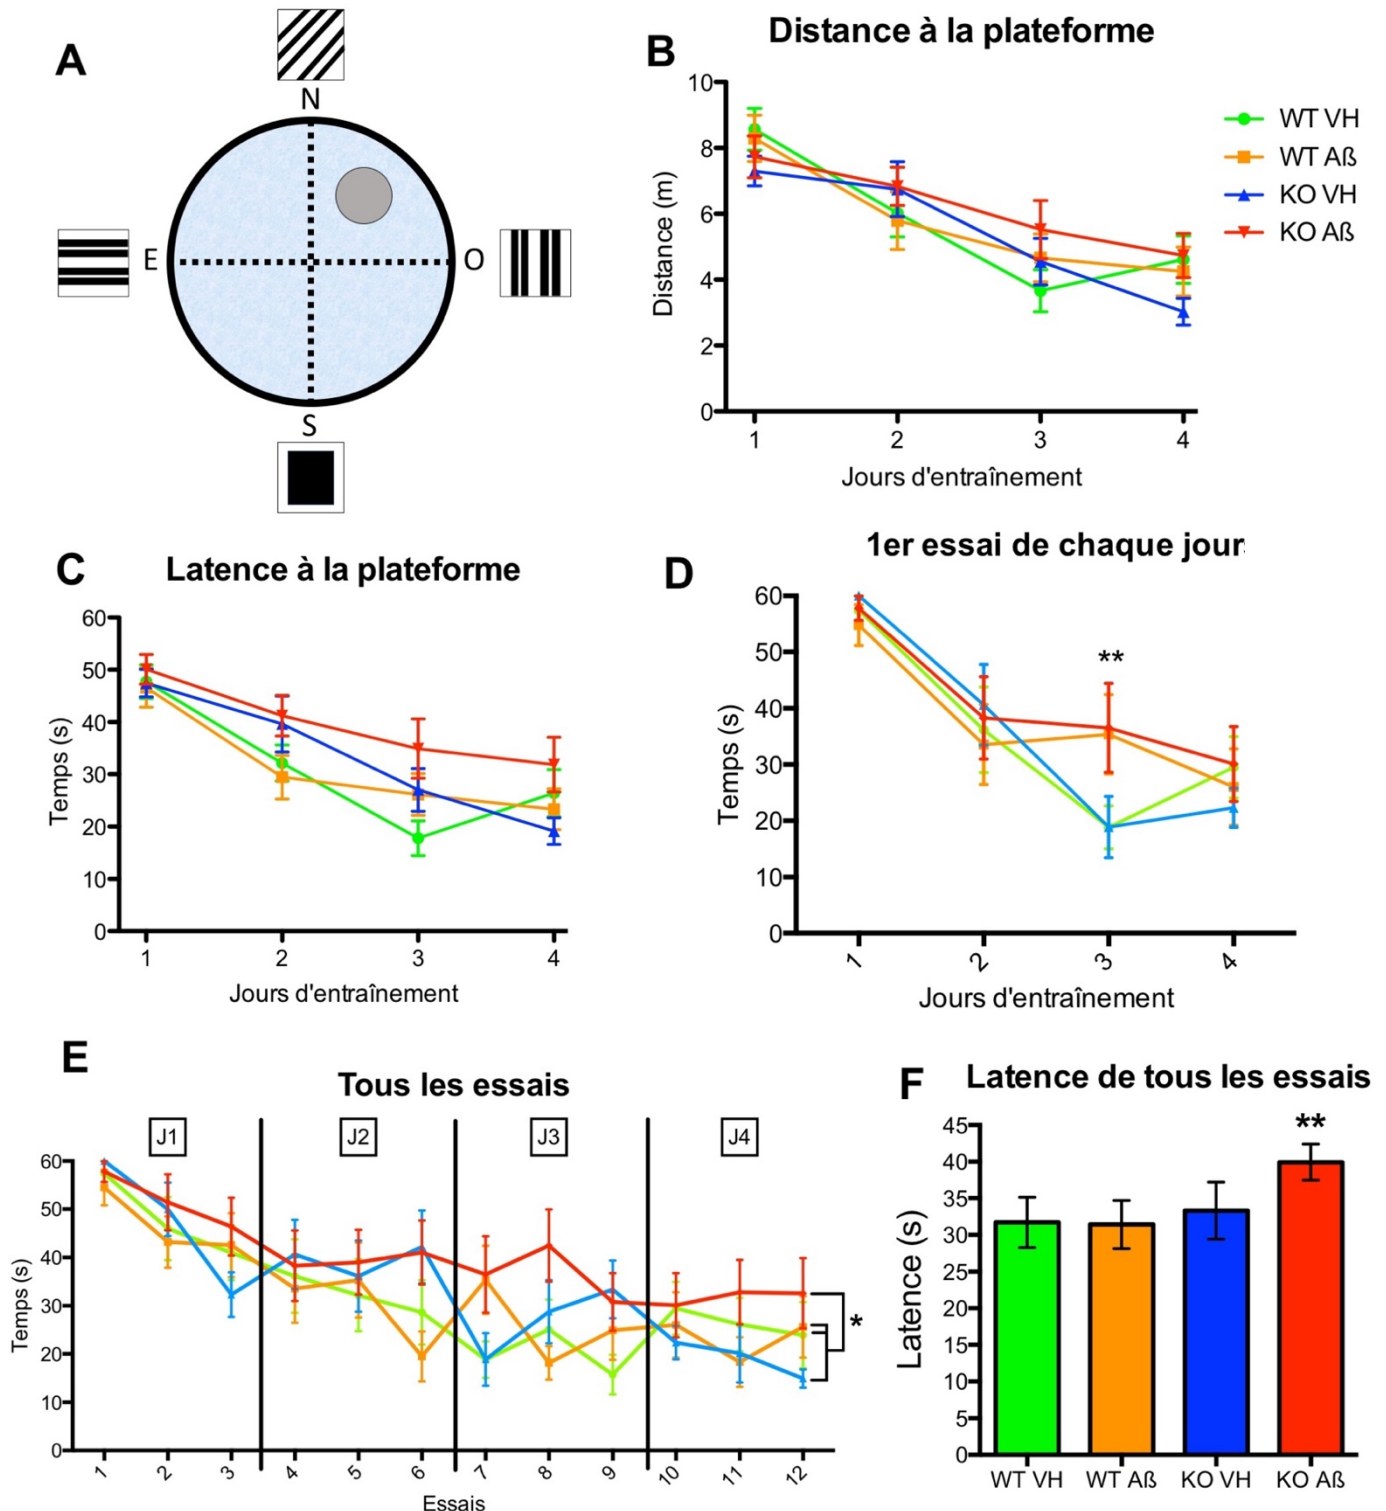 A
N
E
O
S
B
Distance à la plateforme
Distance (m)
10
8
6
4
2
0
1 2 3 4
Jours d'entraînement
WT VH
WT Aß
KO VH
KO Aß
C
Latence à la plateforme
Temps (s)
60
50
40
30
20
10
0
1 2 3 4
Jours d'entraînement
D
1er essai de chaque jour
Temps (s)
60
50
40
30
20
10
0
**
1 2 3 4
Jours d'entraînement
E
Tous les essais
J1 J2 J3 J4
Temps (s)
60
50
40
30
20
10
0
*
1 2 3 4 5 6 7 8 9 10 11 12
Essais
F
Latence de tous les essais
Latence (s)
45
40
35
30
25
20
15
10
5
0
**
WT VH WT Aß KO VH KO Aß